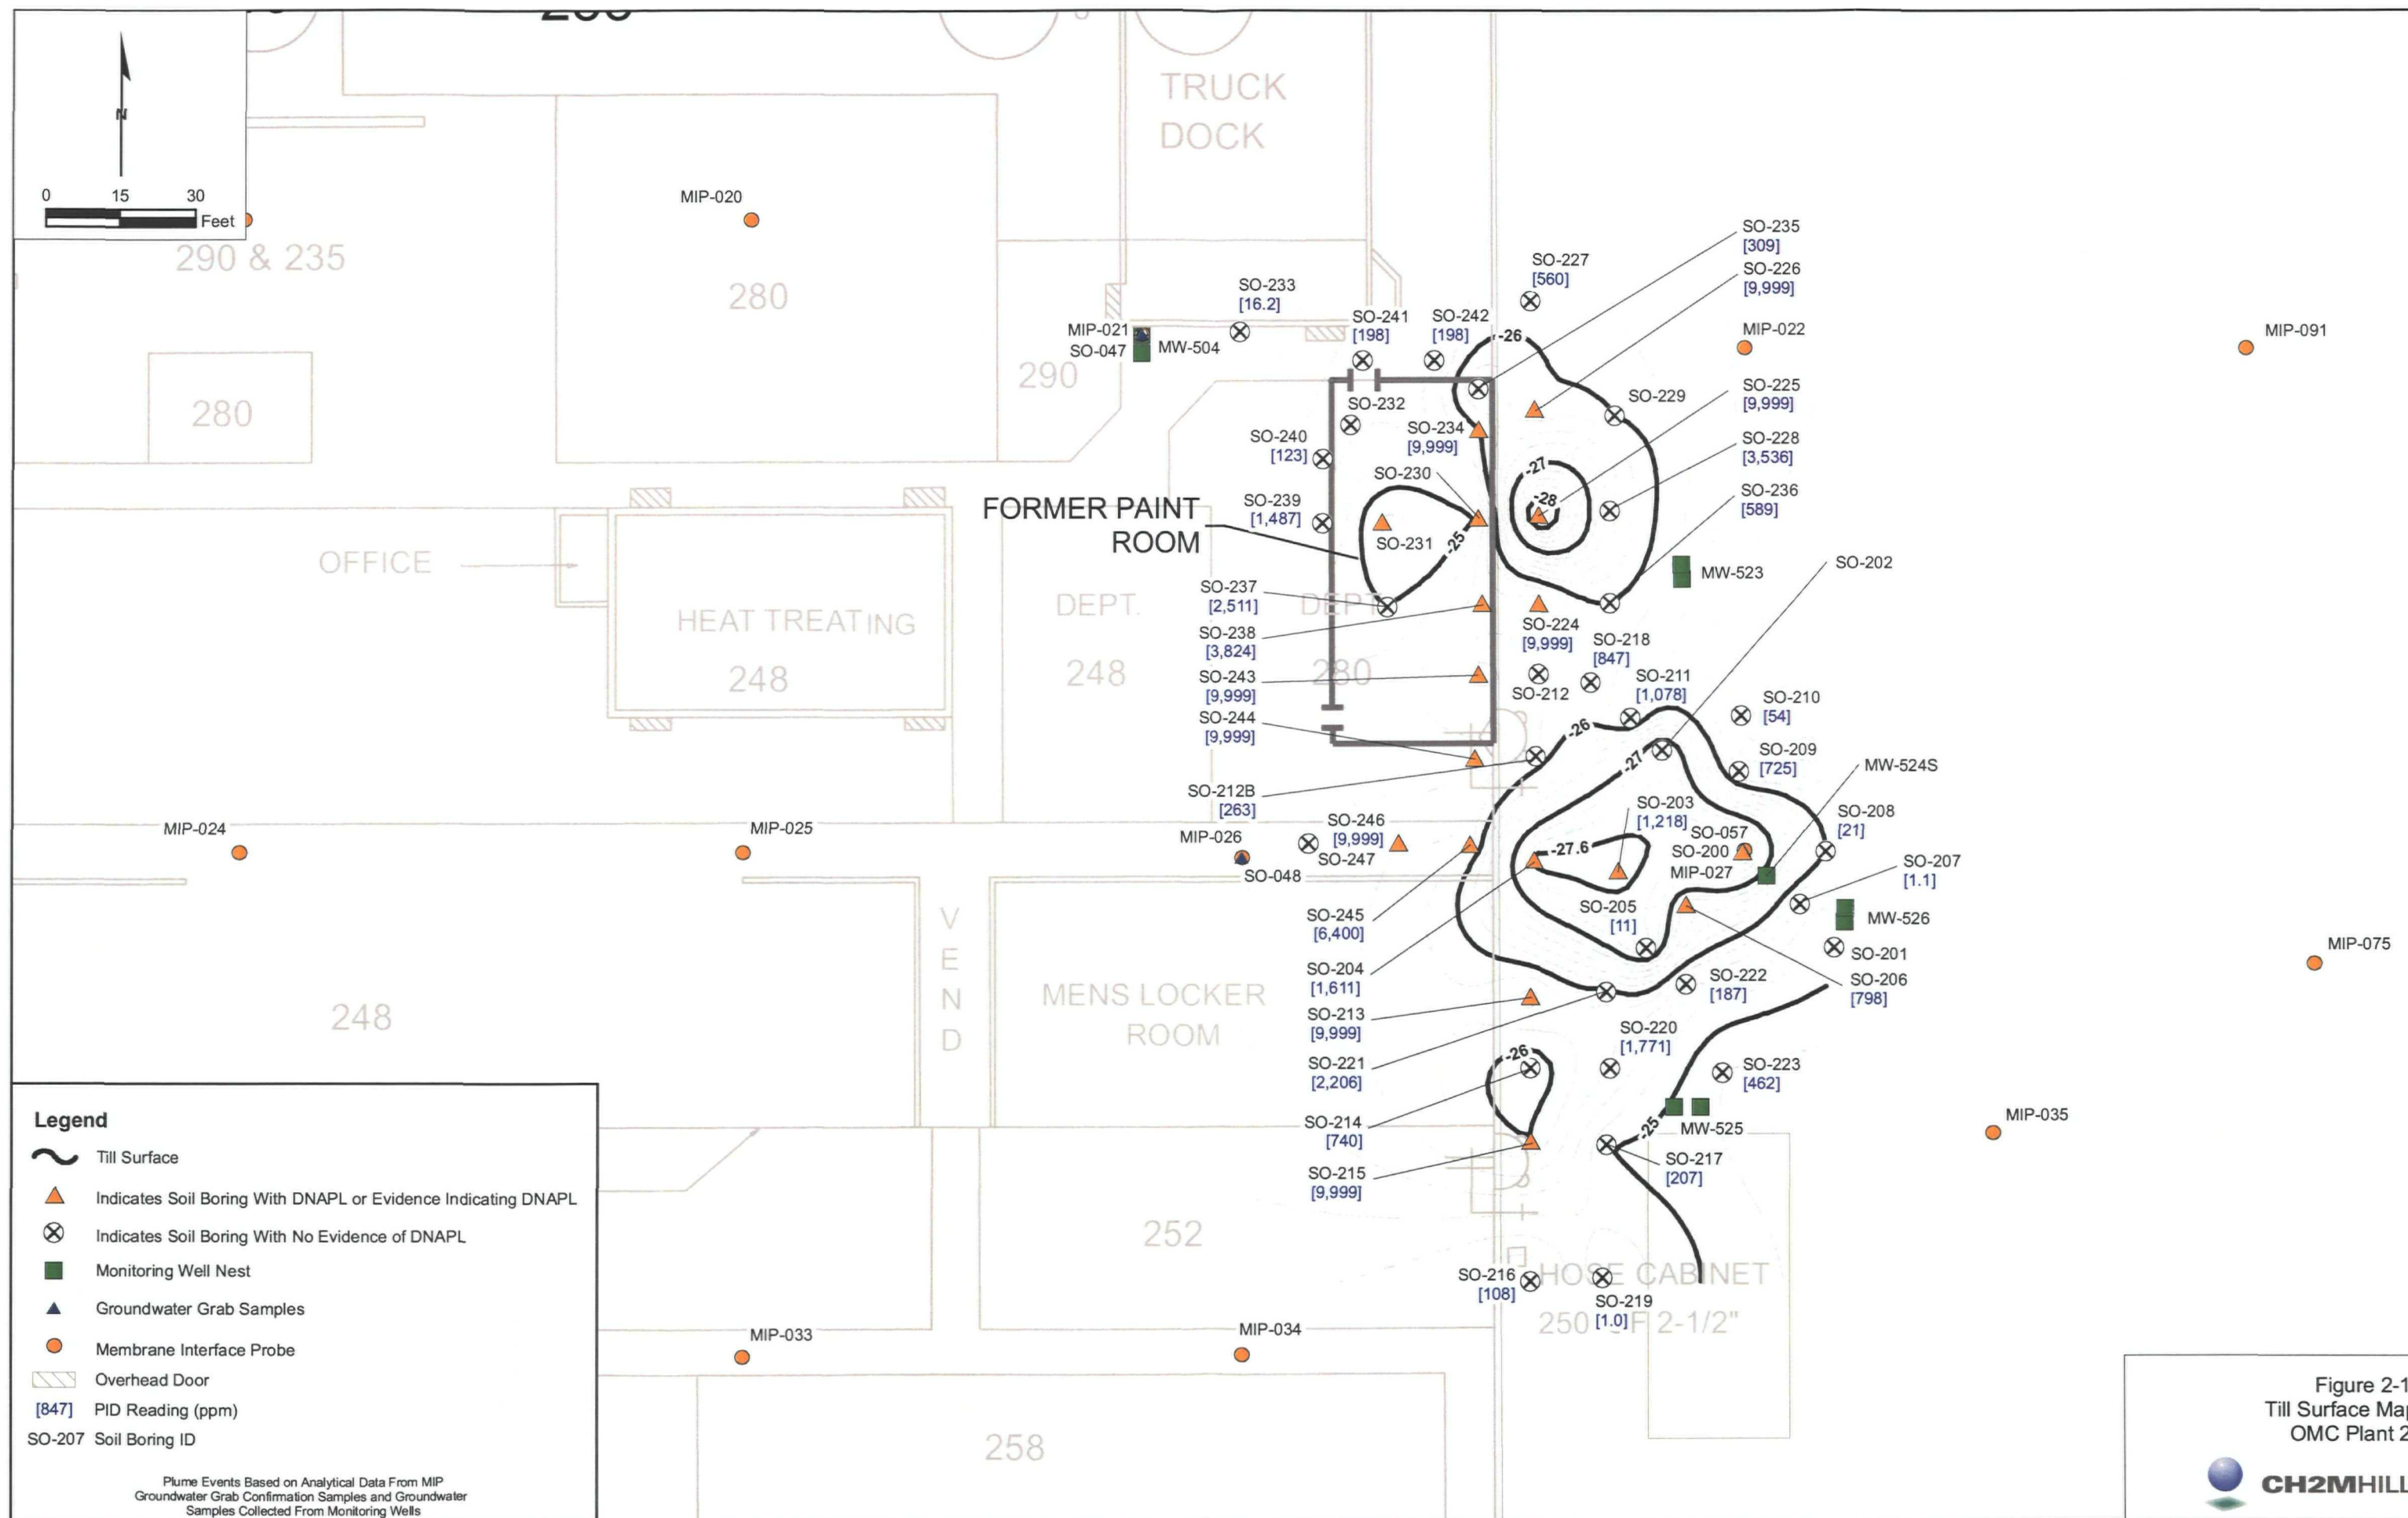 N
0 15 30
Feet
290 & 235
MIP-020
280
280
TRUCK
DOCK
290
MIP-021
SO-047
MW-504
SO-233
[16.2]
SO-241
[198]
SO-242
[198]
SO-227
[560]
SO-235
[309]
SO-226
[9,999]
MIP-022
MIP-091
-26
SO-225
[9,999]
SO-229
SO-228
[3,536]
SO-236
[589]
SO-232
SO-240
[123]
SO-234
[9,999]
SO-230
-27
-28
SO-239
[1,487]
FORMER PAINT
ROOM
SO-231
-25
MW-523
SO-202
OFFICE
HEAT TREATING
248
DEPT.
248
DEPT
280
SO-237
[2,511]
SO-238
[3,824]
SO-243
[9,999]
SO-244
[9,999]
SO-212B
[263]
SO-224
[9,999]
SO-218
[847]
SO-212
SO-211
[1,078]
SO-210
[54]
SO-209
[725]
MW-524S
-26
-27
SO-203
[1,218]
SO-208
[21]
MIP-024
MIP-025
MIP-026
SO-048
SO-246
[9,999]
SO-247
-27.6
SO-057
SO-200
MIP-027
SO-207
[1.1]
SO-205
[11]
MW-526
SO-201
MIP-075
SO-206
[798]
SO-222
[187]
SO-245
[6,400]
SO-204
[1,611]
SO-213
[9,999]
SO-221
[2,206]
SO-214
[740]
SO-215
[9,999]
248
V
E
N
D
MENS LOCKER
ROOM
-26
SO-220
[1,771]
SO-223
[462]
MIP-035
-25
MW-525
SO-217
[207]
252
SO-216
[108]
HOSE CABINET
SO-219
[1.0]
250
F 2-1/2"
MIP-033
MIP-034
258
Legend
Till Surface
Indicates Soil Boring With DNAPL or Evidence Indicating DNAPL
Indicates Soil Boring With No Evidence of DNAPL
Monitoring Well Nest
Groundwater Grab Samples
Membrane Interface Probe
Overhead Door
[847] PID Reading (ppm)
SO-207 Soil Boring ID
Plume Events Based on Analytical Data From MIP
Groundwater Grab Confirmation Samples and Groundwater
Samples Collected From Monitoring Wells
Figure 2-1
Till Surface Map
OMC Plant 2
CH2MHILL